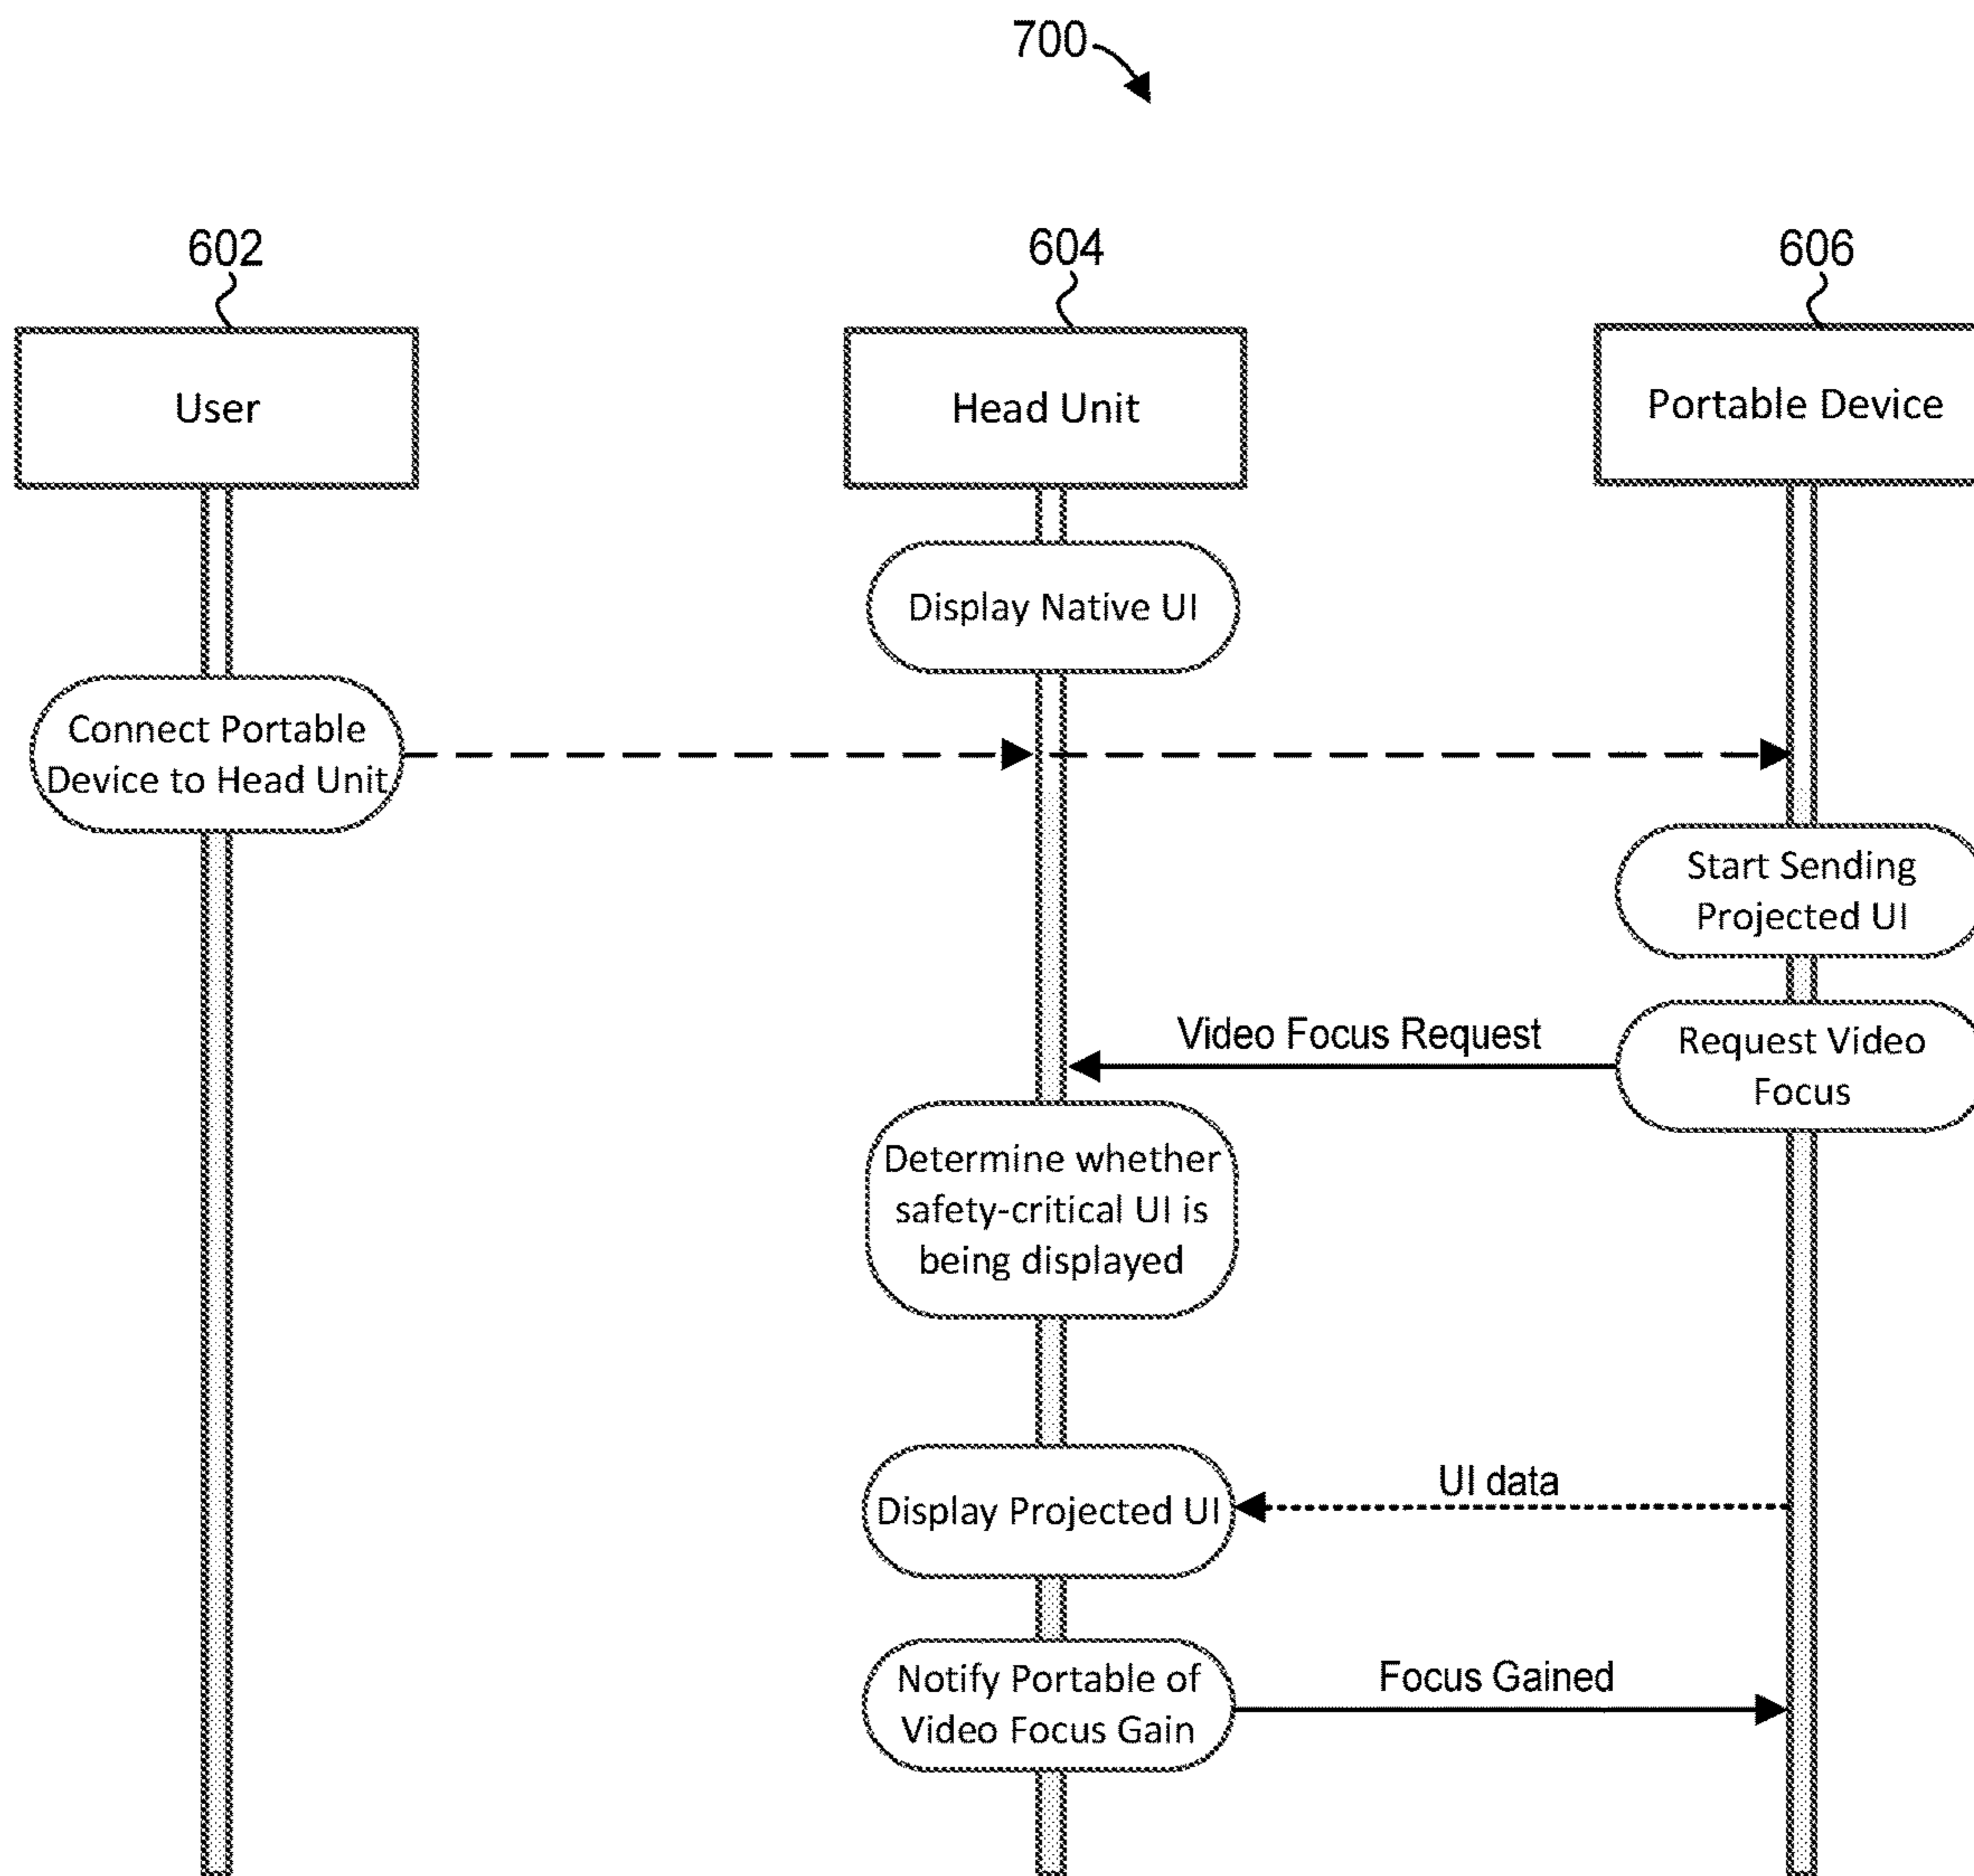 700
602
604
606
User
Head Unit
Portable Device
Display Native UI
Connect Portable
Device to Head Unit
Start Sending
Projected UI
Video Focus Request
Request Video
Focus
Determine whether
safety-critical UI is
being displayed
UI data
Display Projected UI
Notify Portable of
Video Focus Gain
Focus Gained